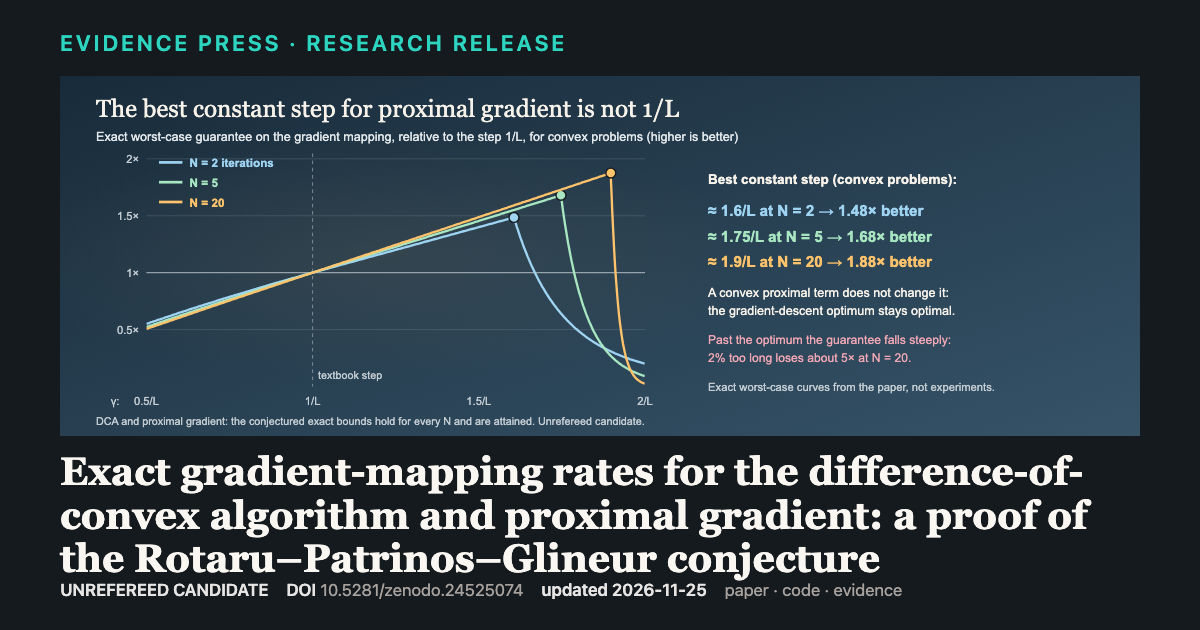 EVIDENCE PRESS · RESEARCH RELEASE
The best constant step for proximal gradient is not 1/L
Exact worst-case guarantee on the gradient mapping, relative to the step 1/L, for convex problems (higher is better)
2×
1.5×
1×
0.5×
N = 2 iterations
N = 5
N = 20
textbook step
γ: 0.5/L 1/L 1.5/L 2/L
DCA and proximal gradient: the conjectured exact bounds hold for every N and are attained. Unrefereed candidate.
Best constant step (convex problems):
≈ 1.6/L at N = 2 → 1.48× better
≈ 1.75/L at N = 5 → 1.68× better
≈ 1.9/L at N = 20 → 1.88× better
A convex proximal term does not change it:
the gradient-descent optimum stays optimal.
Past the optimum the guarantee falls steeply:
2% too long loses about 5× at N = 20.
Exact worst-case curves from the paper, not experiments.
Exact gradient-mapping rates for the difference-of-
convex algorithm and proximal gradient: a proof of
the Rotaru–Patrinos–Glineur conjecture
UNREFEREED CANDIDATE DOI 10.5281/zenodo.24525074 updated 2026-11-25 paper · code · evidence